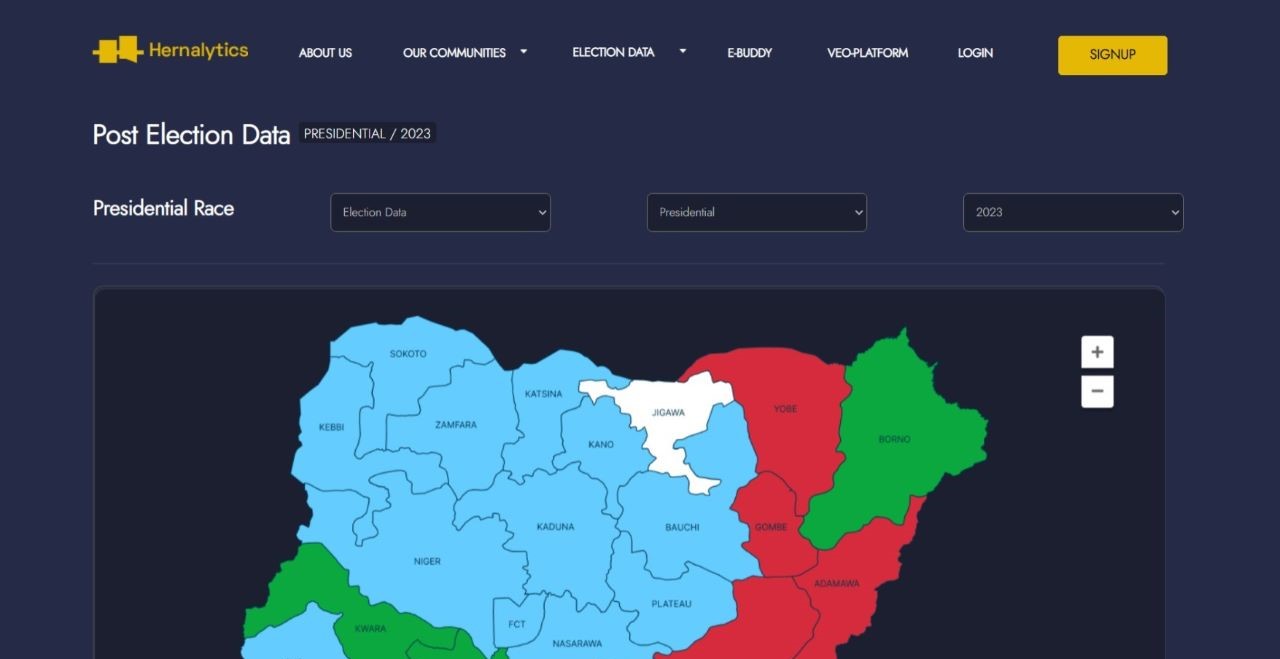 Hernalytics ABOUT US OUR COMMUNITIES ELECTION DATA E-BUDDY VEO-PLATFORM LOGIN SIGNUP
Post Election Data PRESIDENTIAL / 2023
Presidential Race Election Data Presidential 2023
+
−
SOKOTO
KATSINA
YOBE
JIGAWA
KEBBI
ZAMFARA
KANO
BORNO
KADUNA
BAUCHI
GOMBE
NIGER
ADAMAWA
PLATEAU
FCT
KWARA
NASARAWA